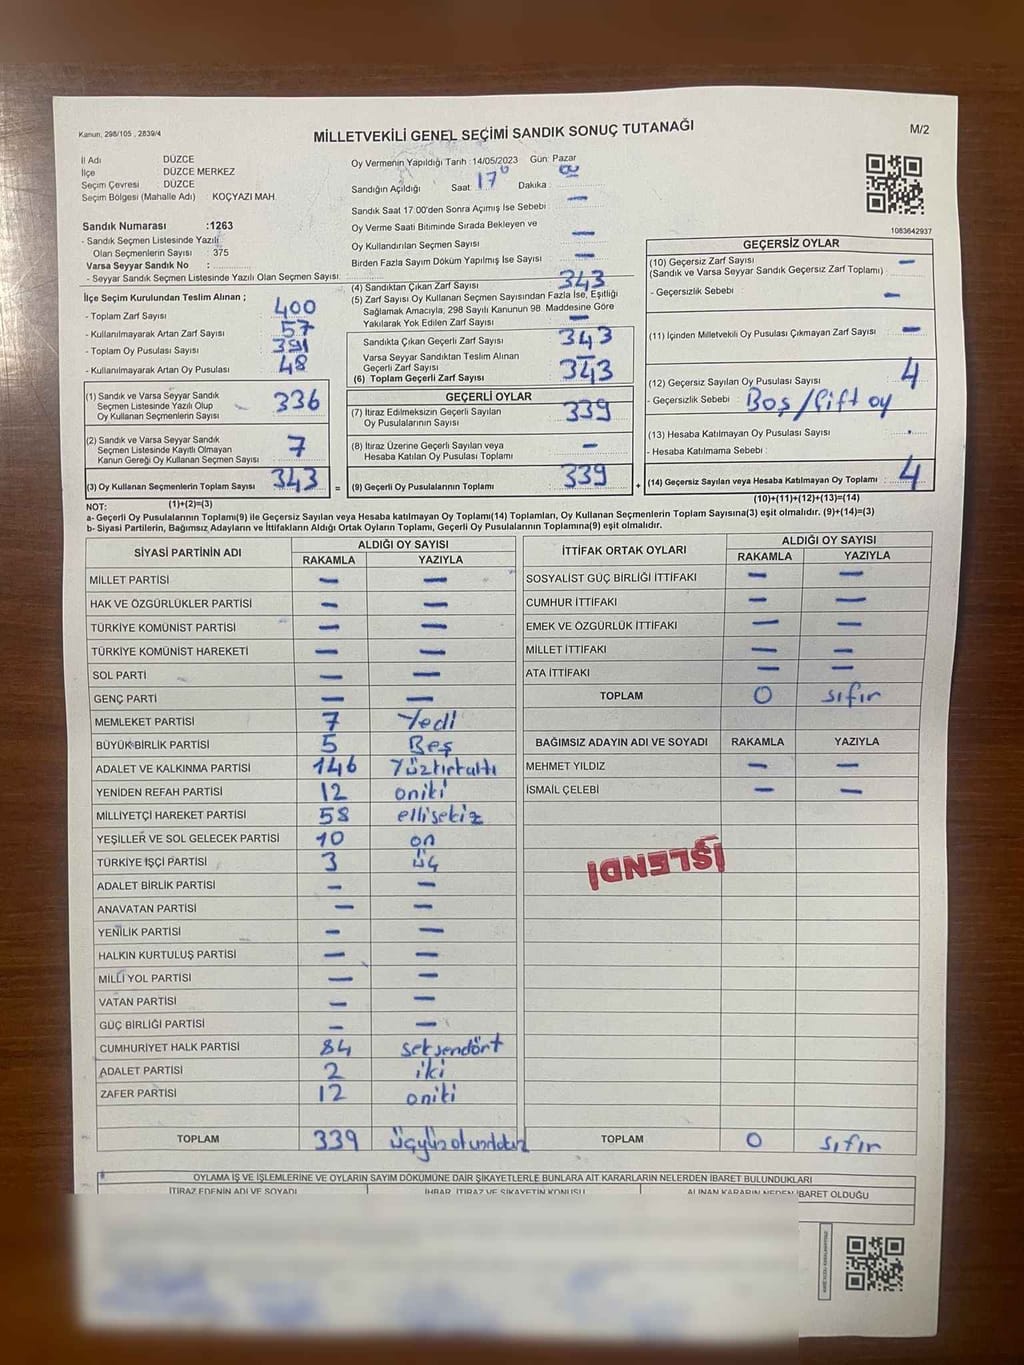 Kanun, 298/105 , 2839/4
MİLLETVEKİLİ GENEL SEÇİMİ SANDIK SONUÇ TUTANAĞI
M/2
İl Adı DÜZCE
İlçe DÜZCE MERKEZ
Seçim Çevresi DÜZCE
Seçim Bölgesi (Mahalle Adı) : KOÇYAZI MAH.
Oy Vermenin Yapıldığı Tarih :14/05/2023 Gün: Pazar
Sandığın Açıldığı Saat: 17 Dakika :
Sandık Saat 17:00'den Sonra Açımış İse Sebebi : —
Oy Verme Saati Bitiminde Sırada Bekleyen ve
Oy Kullandırılan Seçmen Sayısı —
Birden Fazla Sayım Döküm Yapılmış İse Sayısı : —
1083642937
Sandık Numarası :1263
- Sandık Seçmen Listesinde Yazılı
Olan Seçmenlerin Sayısı : 375
Varsa Seyyar Sandık No :
- Seyyar Sandık Seçmen Listesinde Yazılı Olan Seçmen Sayısı:
İlçe Seçim Kurulundan Teslim Alınan ;
- Toplam Zarf Sayısı : 400
- Kullanılmayarak Artan Zarf Sayısı : 57
- Toplam Oy Pusulası Sayısı : 391
- Kullanılmayarak Artan Oy Pusulası : 48
(1) Sandık ve Varsa Seyyar Sandık
Seçmen Listesinde Yazılı Olup
Oy Kullanan Seçmenlerin Sayısı 336
(2) Sandık ve Varsa Seyyar Sandık
Seçmen Listesinde Kayıtlı Olmayan
Kanun Gereği Oy Kullanan Seçmen Sayısı 7
(3) Oy Kullanan Seçmenlerin Toplam Sayısı 343 =
(1)+(2)=(3)
(4) Sandıktan Çıkan Zarf Sayısı : 343
(5) Zarf Sayısı Oy Kullanan Seçmen Sayısından Fazla İse, Eşitliği
Sağlamak Amacıyla; 298 Sayılı Kanunun 98. Maddesine Göre
Yakılarak Yok Edilen Zarf Sayısı —
Sandıkta Çıkan Geçerli Zarf Sayısı 343
Varsa Seyyar Sandıktan Teslim Alınan
Geçerli Zarf Sayısı : —
(6) Toplam Geçerli Zarf Sayısı 343
GEÇERLİ OYLAR
(7) İtiraz Edilmeksizin Geçerli Sayılan
Oy Pusulalarının Sayısı 339
(8) İtiraz Üzerine Geçerli Sayılan veya
Hesaba Katılan Oy Pusulası Toplamı —
(9) Geçerli Oy Pusulalarının Toplamı 339 +
GEÇERSİZ OYLAR
(10) Geçersiz Zarf Sayısı —
(Sandık ve Varsa Seyyar Sandık Geçersiz Zarf Toplamı)
- Geçersizlik Sebebi : —
(11) İçinden Milletvekili Oy Pusulası Çıkmayan Zarf Sayısı —
(12) Geçersiz Sayılan Oy Pusulası Sayısı 4
- Geçersizlik Sebebi : Boş/Çift oy
(13) Hesaba Katılmayan Oy Pusulası Sayısı
- Hesaba Katılmama Sebebi :
(14) Geçersiz Sayılan veya Hesaba Katılmayan Oy Toplamı : 4
(10)+(11)+(12)+(13)=(14)
NOT:
a- Geçerli Oy Pusulalarının Toplamı(9) ile Geçersiz Sayılan veya Hesaba katılmayan Oy Toplamı(14) Toplamları, Oy Kullanan Seçmenlerin Toplam Sayısına(3) eşit olmalıdır. (9)+(14)=(3)
b- Siyasi Partilerin, Bağımsız Adayların ve İttifakların Aldığı Ortak Oyların Toplamı, Geçerli Oy Pusulalarının Toplamına(9) eşit olmalıdır.
SİYASİ PARTİNİN ADI ALDIĞI OY SAYISI
RAKAMLA YAZIYLA
MİLLET PARTİSİ — —
HAK VE ÖZGÜRLÜKLER PARTİSİ — —
TÜRKİYE KOMÜNİST PARTİSİ — —
TÜRKİYE KOMÜNİST HAREKETİ — —
SOL PARTİ — —
GENÇ PARTİ — —
MEMLEKET PARTİSİ 7 Yedi
BÜYÜK BİRLİK PARTİSİ 5 Beş
ADALET VE KALKINMA PARTİSİ 146 Yüzkırkaltı
YENİDEN REFAH PARTİSİ 12 oniki
MİLLİYETÇİ HAREKET PARTİSİ 58 ellisekiz
YEŞİLLER VE SOL GELECEK PARTİSİ 10 on
TÜRKİYE İŞÇİ PARTİSİ 3 üç
ADALET BİRLİK PARTİSİ — —
ANAVATAN PARTİSİ — —
YENİLİK PARTİSİ — —
HALKIN KURTULUŞ PARTİSİ — —
MİLLİ YOL PARTİSİ — —
VATAN PARTİSİ — —
GÜÇ BİRLİĞİ PARTİSİ — —
CUMHURİYET HALK PARTİSİ 84 seksendört
ADALET PARTİSİ 2 iki
ZAFER PARTİSİ 12 oniki
TOPLAM 339 üçyüzotuzdokuz
İTTİFAK ORTAK OYLARI ALDIĞI OY SAYISI
RAKAMLA YAZIYLA
SOSYALİST GÜÇ BİRLİĞİ İTTİFAKI — —
CUMHUR İTTİFAKI — —
EMEK VE ÖZGÜRLÜK İTTİFAKI — —
MİLLET İTTİFAKI — —
ATA İTTİFAKI — —
TOPLAM 0 sıfır
BAĞIMSIZ ADAYIN ADI VE SOYADI RAKAMLA YAZIYLA
MEHMET YILDIZ — —
İSMAİL ÇELEBİ — —
İŞLENDİ
TOPLAM 0 sıfır
OYLAMA İŞ VE İŞLEMLERİNE VE OYLARIN SAYIM DÖKÜMÜNE DAİR ŞİKAYETLERLE BUNLARA AİT KARARLARIN NELERDEN İBARET BULUNDUKLARI
İTİRAZ EDENİN ADI VE SOYADI İHBAR, İTİRAZ VE ŞİKAYETİN KONUSU ALINAN KARARIN NEDEN İBARET OLDUĞU